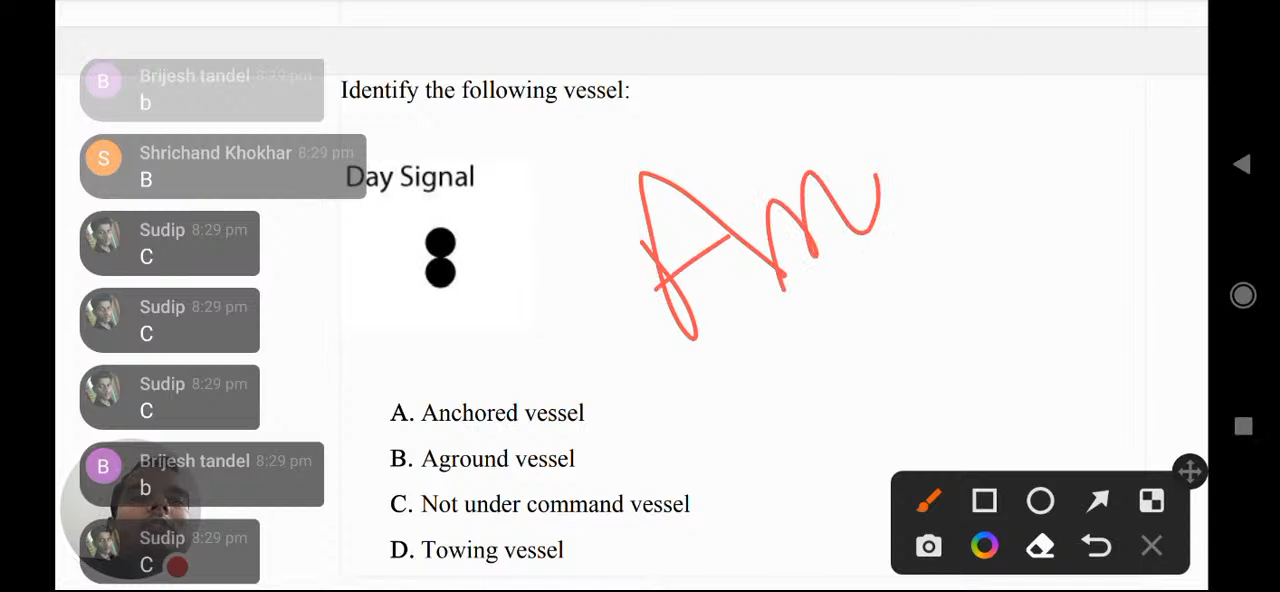 Brijesh tandel 8:29 pm
b
Shrichand Khokhar 8:29 pm
B
Sudip 8:29 pm
C
Sudip 8:29 pm
C
Sudip 8:29 pm
C
Brijesh tandel 8:29 pm
b
Sudip 8:29 pm
C
B
S
B
Identify the following vessel:
Day Signal
A. Anchored vessel
B. Aground vessel
C. Not under command vessel
D. Towing vessel